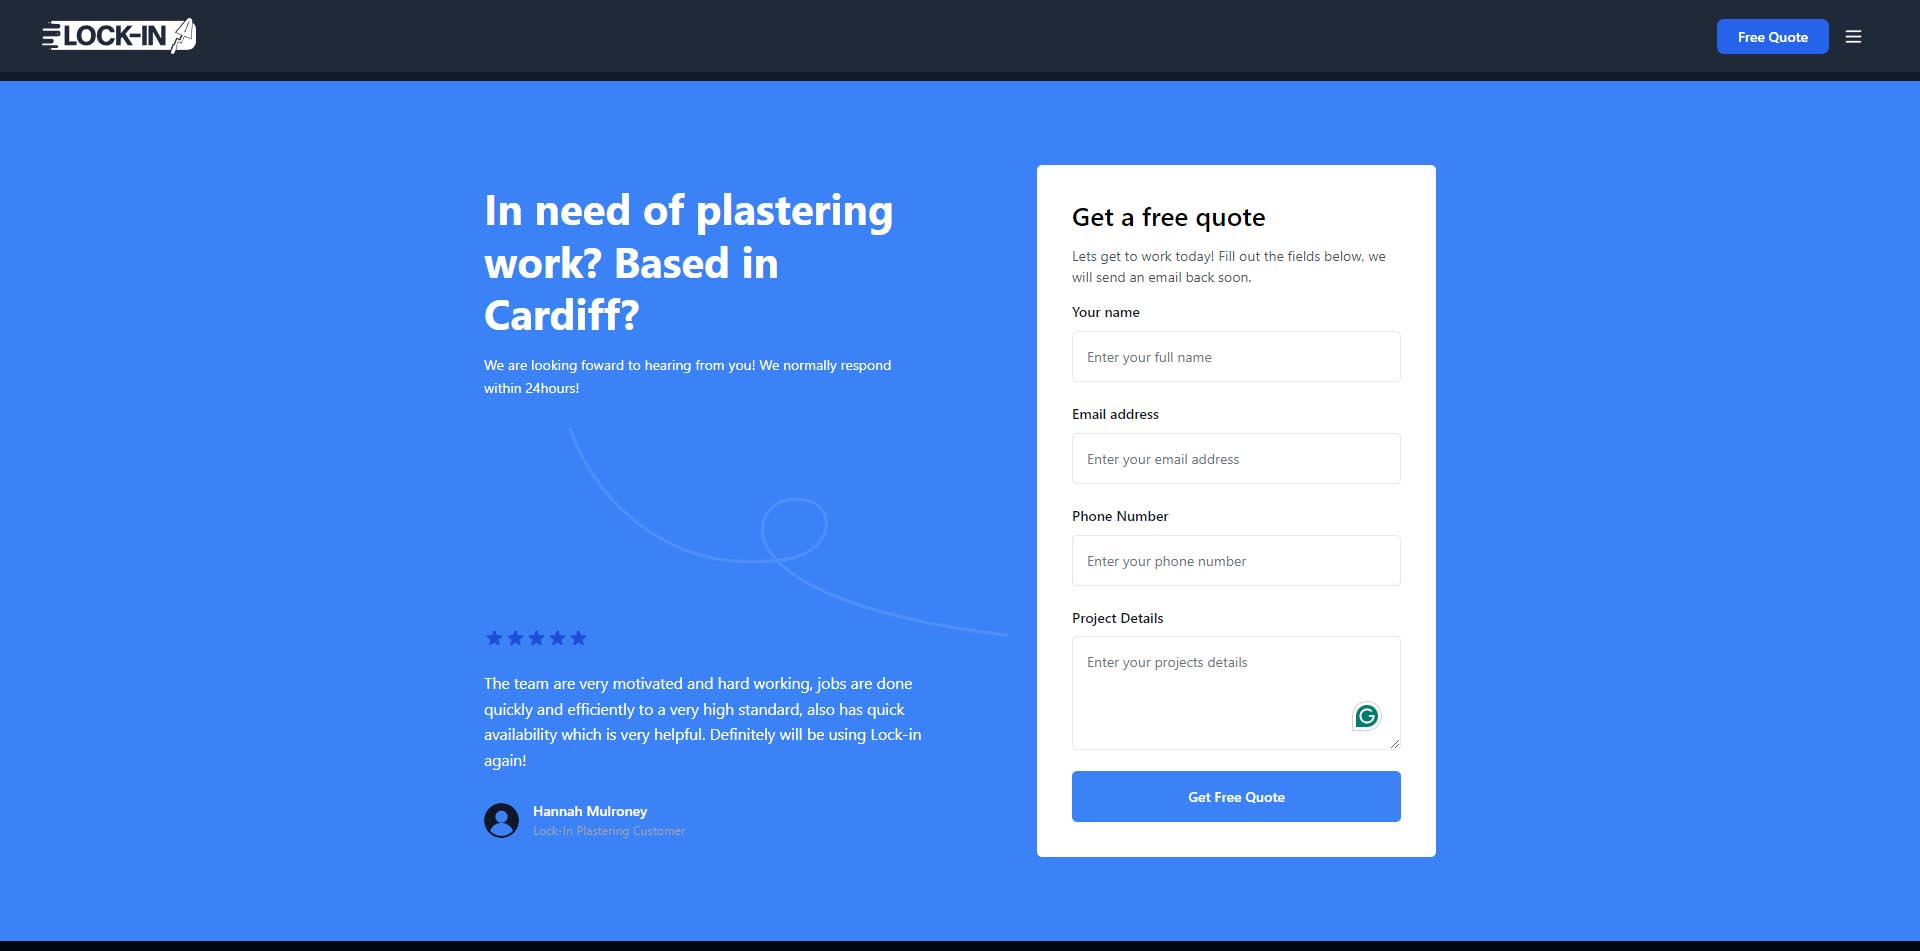 LOCK-IN
Free Quote
In need of plastering
work? Based in
Cardiff?
We are looking foward to hearing from you! We normally respond
within 24hours!
The team are very motivated and hard working, jobs are done
quickly and efficiently to a very high standard, also has quick
availability which is very helpful. Definitely will be using Lock-in
again!
Hannah Mulroney
Lock-In Plastering Customer
Get a free quote
Lets get to work today! Fill out the fields below, we
will send an email back soon.
Your name
Enter your full name
Email address
Enter your email address
Phone Number
Enter your phone number
Project Details
Enter your projects details
Get Free Quote